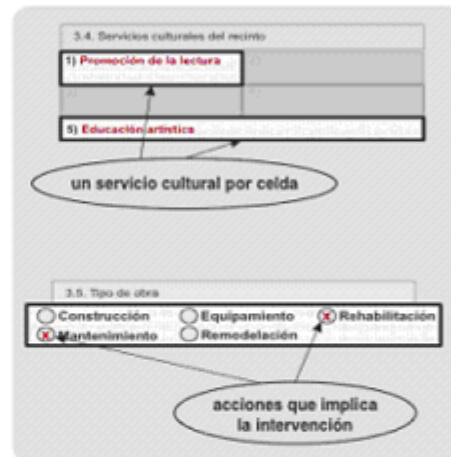 3.4. Servicios culturales del recinto
1) Promoción de la lectura
5) Educación artística
un servicio cultural por celda
3.5. Tipo de obra
Construcción Equipamiento X Rehabilitación
X Mantenimiento Remodelación
acciones que implica
la intervención